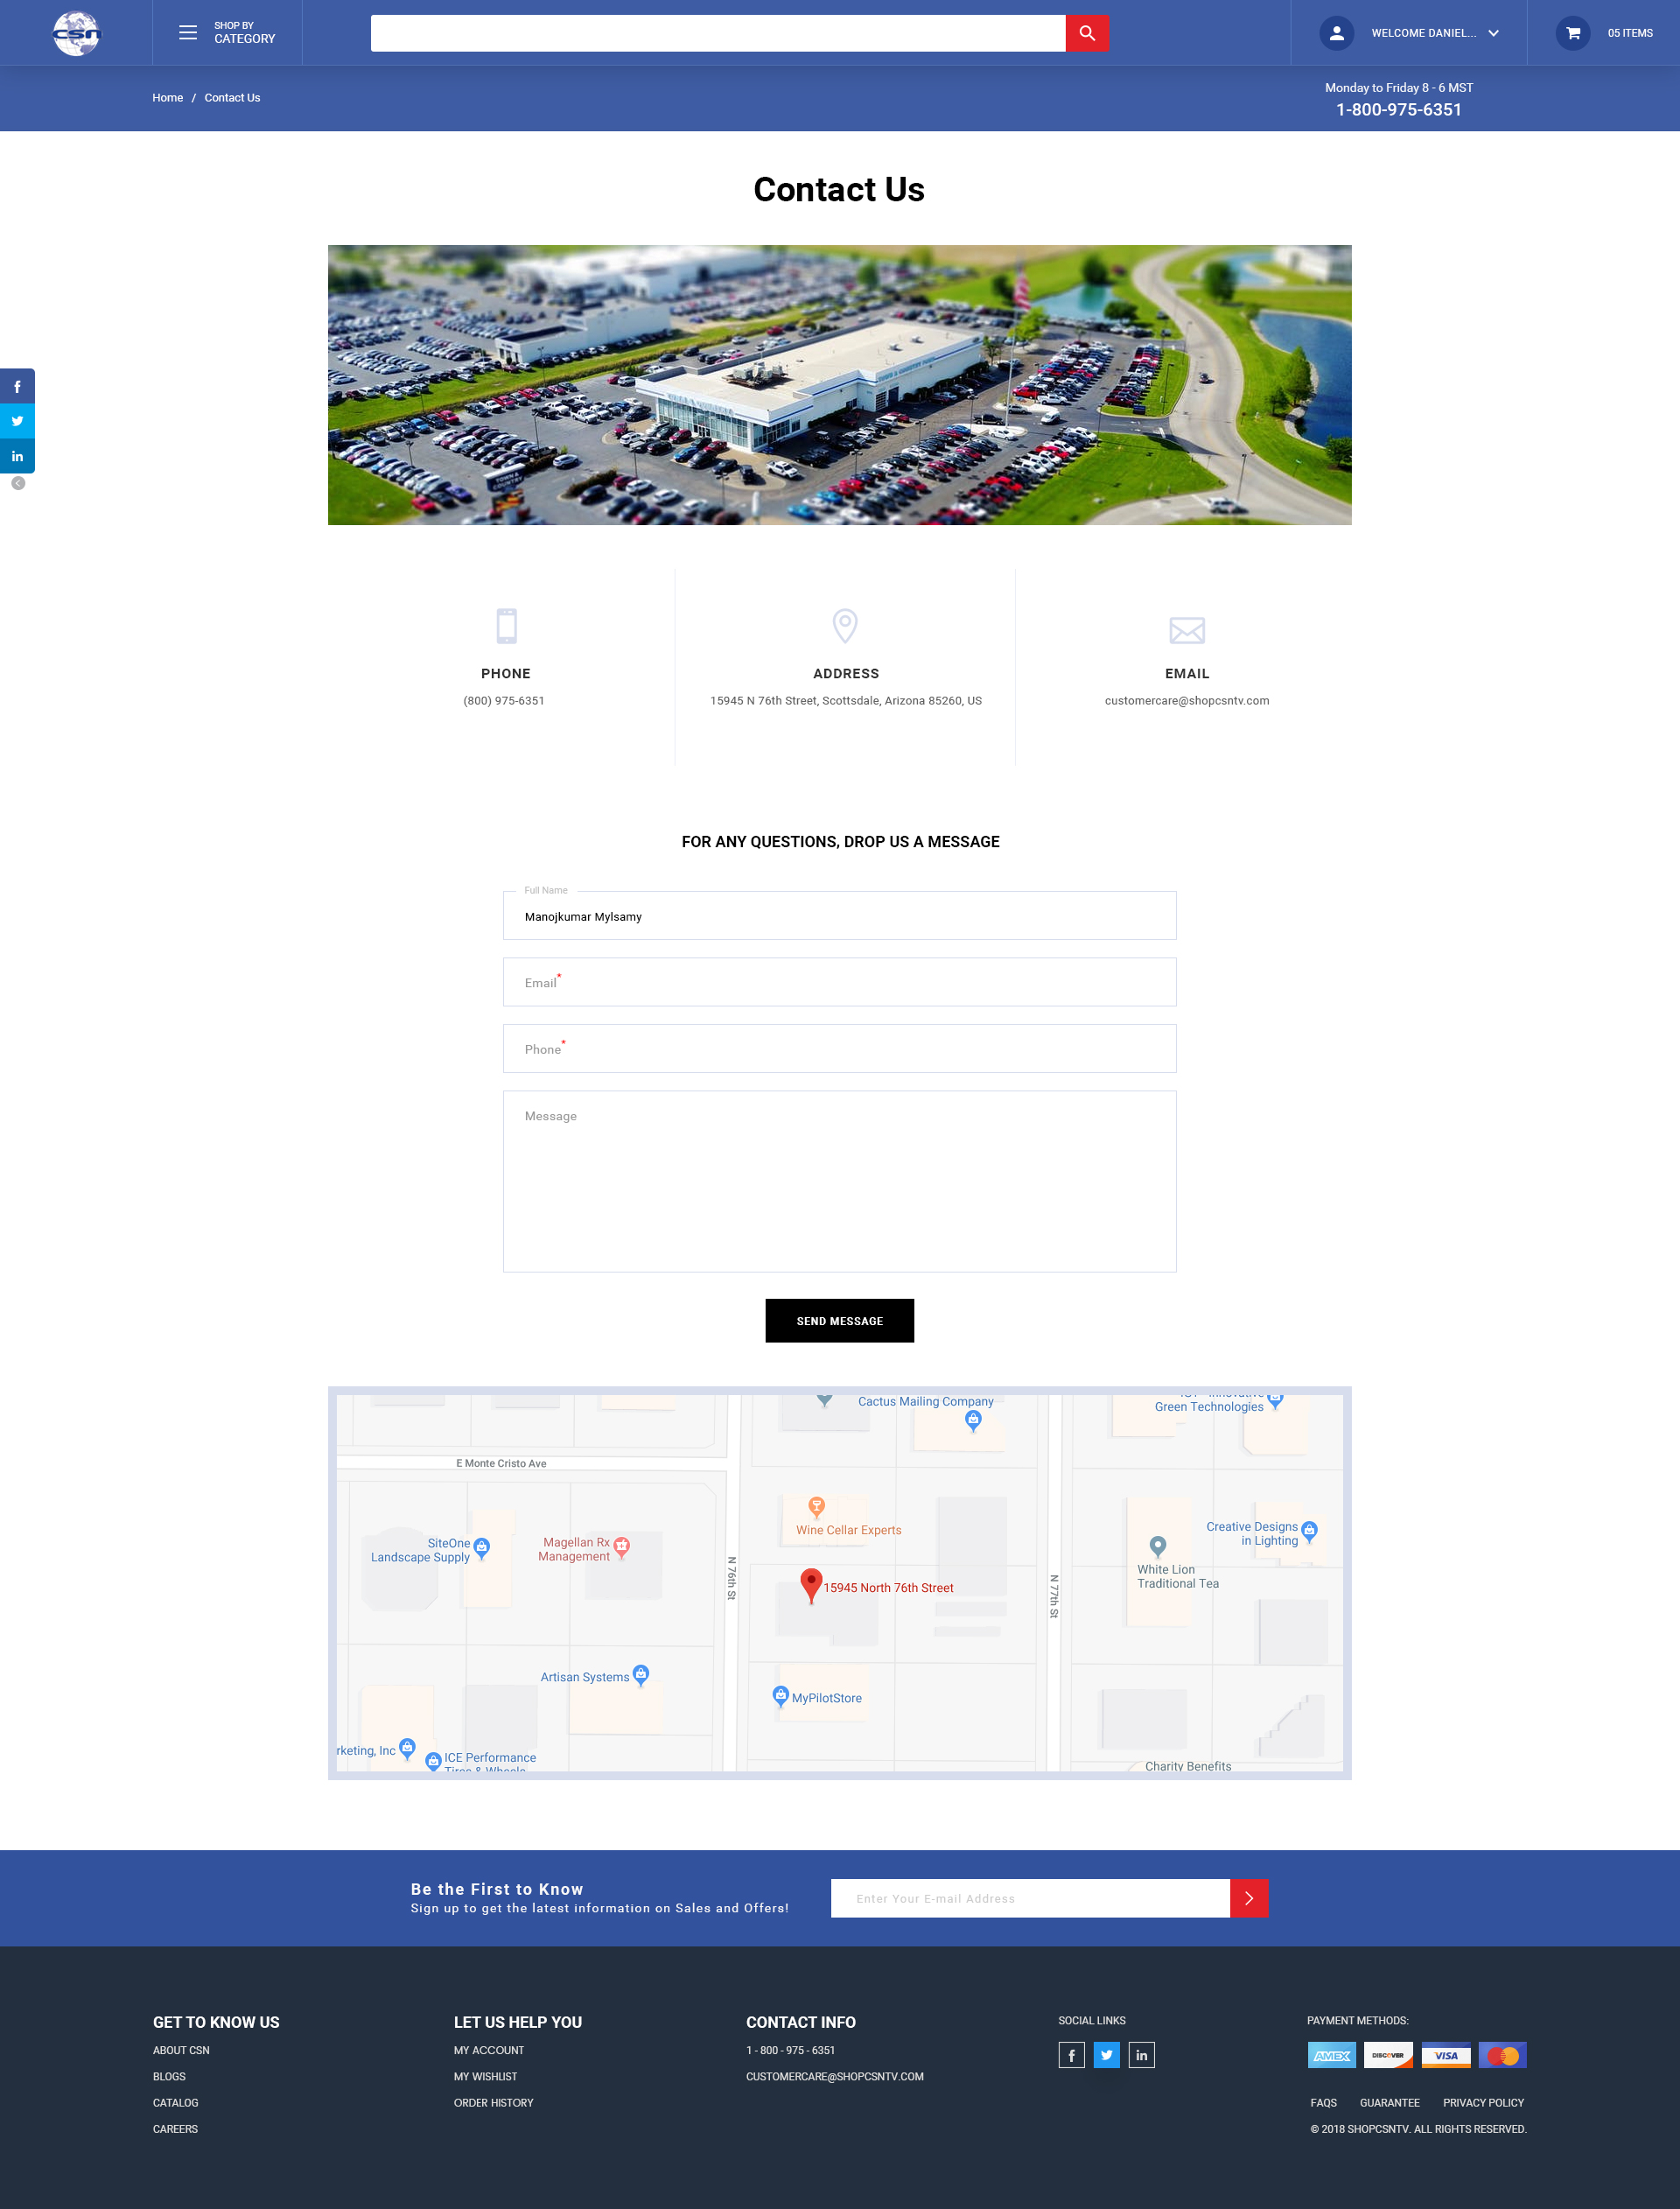 CSN
SHOP BY
CATEGORY
WELCOME DANIEL...
05 ITEMS
Home / Contact Us
Monday to Friday 8 - 6 MST
1-800-975-6351
Contact Us
TOWN &
COUNTRY
PHONE
(800) 975-6351
ADDRESS
15945 N 76th Street, Scottsdale, Arizona 85260, US
EMAIL
customercare@shopcsntv.com
FOR ANY QUESTIONS, DROP US A MESSAGE
Full Name
Manojkumar Mylsamy
Email*
Phone*
Message
SEND MESSAGE
Cactus Mailing Company
Green Technologies
E Monte Cristo Ave
Wine Cellar Experts
SiteOne
Landscape Supply
Magellan Rx
Management
Creative Designs
in Lighting
N 76th St
15945 North 76th Street
N 77th St
White Lion
Traditional Tea
Artisan Systems
MyPilotStore
rketing, Inc
ICE Performance
Tires & Wheels
Charity Benefits
Be the First to Know
Sign up to get the latest information on Sales and Offers!
Enter Your E-mail Address
GET TO KNOW US
ABOUT CSN
BLOGS
CATALOG
CAREERS
LET US HELP YOU
MY ACCOUNT
MY WISHLIST
ORDER HISTORY
CONTACT INFO
1 - 800 - 975 - 6351
CUSTOMERCARE@SHOPCSNTV.COM
SOCIAL LINKS
PAYMENT METHODS:
AMEX DISCOVER VISA
FAQS GUARANTEE PRIVACY POLICY
© 2018 SHOPCSNTV. ALL RIGHTS RESERVED.